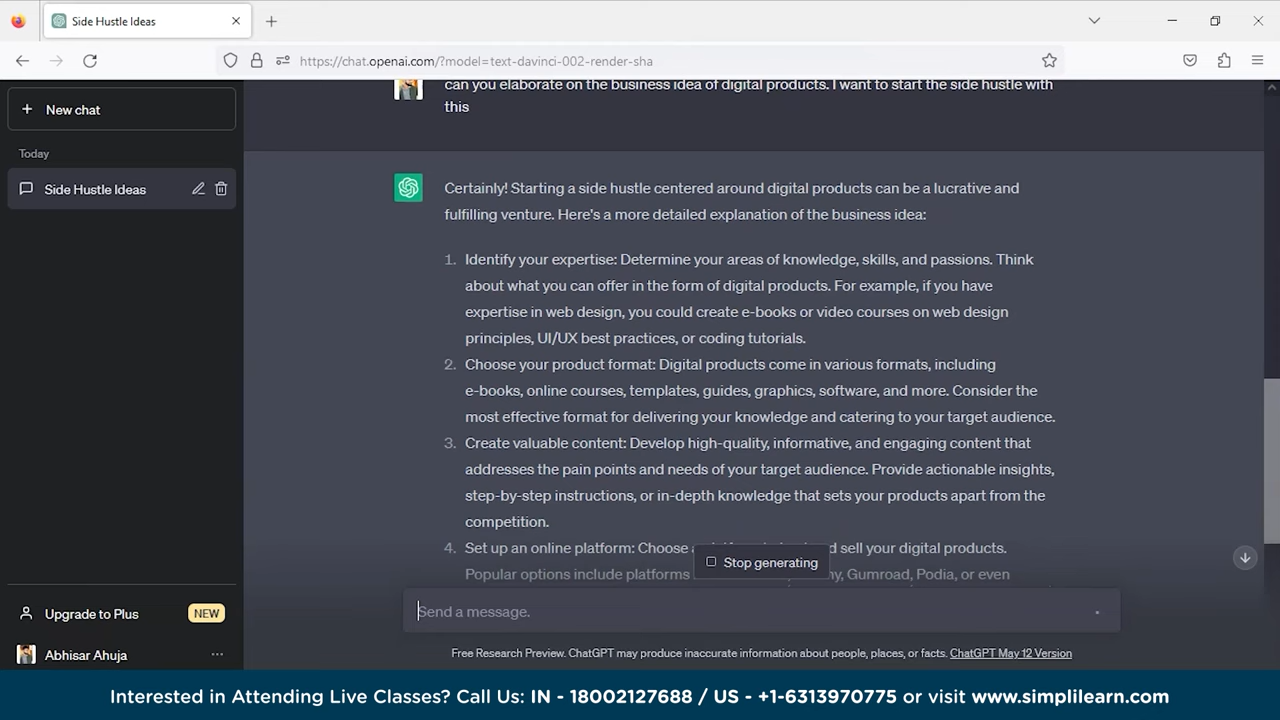 Side Hustle Ideas
https://chat.openai.com/?model=text-davinci-002-render-sha
New chat
Today
Side Hustle Ideas
can you elaborate on the business idea of digital products. I want to start the side hustle with
this
Certainly! Starting a side hustle centered around digital products can be a lucrative and
fulfilling venture. Here's a more detailed explanation of the business idea:
1. Identify your expertise: Determine your areas of knowledge, skills, and passions. Think
about what you can offer in the form of digital products. For example, if you have
expertise in web design, you could create e-books or video courses on web design
principles, UI/UX best practices, or coding tutorials.
2. Choose your product format: Digital products come in various formats, including
e-books, online courses, templates, guides, graphics, software, and more. Consider the
most effective format for delivering your knowledge and catering to your target audience.
3. Create valuable content: Develop high-quality, informative, and engaging content that
addresses the pain points and needs of your target audience. Provide actionable insights,
step-by-step instructions, or in-depth knowledge that sets your products apart from the
competition.
4. Set up an online platform: Choose a sell your digital products.
Stop generating
Popular options include platforms Gumroad, Podia, or even
Send a message.
Upgrade to Plus NEW
Abhisar Ahuja
Free Research Preview. ChatGPT may produce inaccurate information about people, places, or facts. ChatGPT May 12 Version
Interested in Attending Live Classes? Call Us: IN - 18002127688 / US - +1-6313970775 or visit www.simplilearn.com